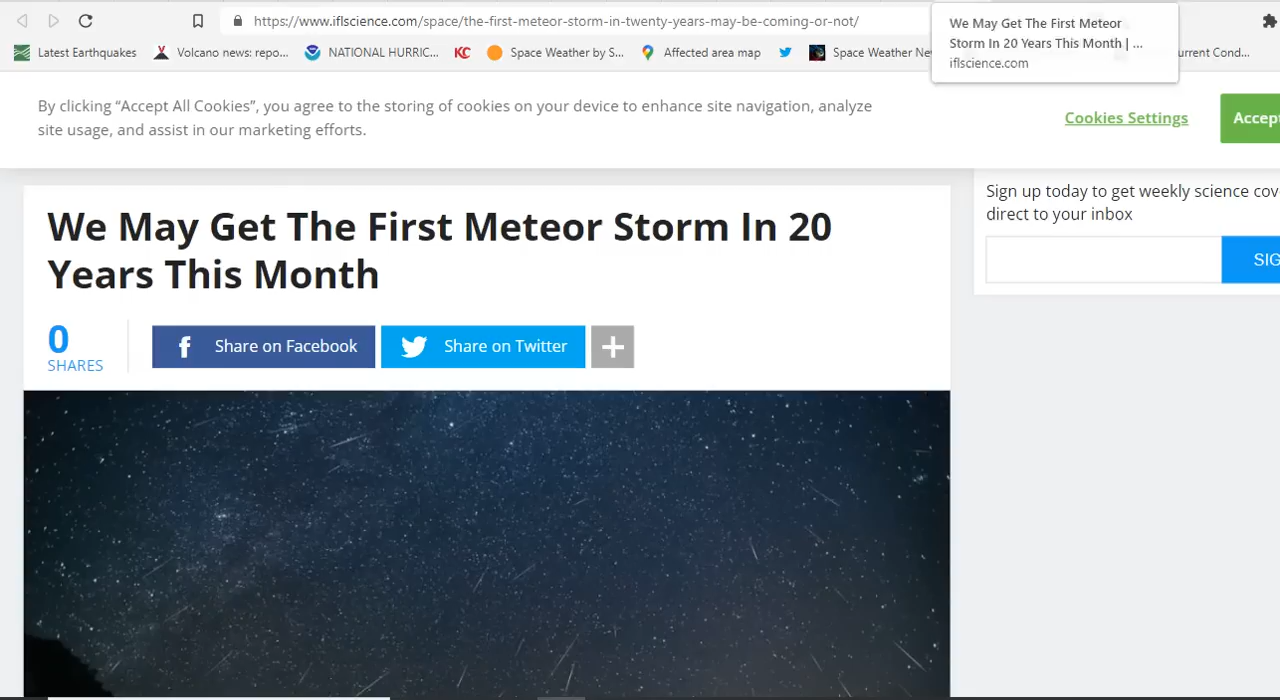 https://www.iflscience.com/space/the-first-meteor-storm-in-twenty-years-may-be-coming-or-not/
We May Get The First Meteor
Storm In 20 Years This Month | ...
iflscience.com
Latest Earthquakes Volcano news: repo... NATIONAL HURRIC... KC Space Weather by S... Affected area map Space Weather Ne urrent Cond...
By clicking “Accept All Cookies”, you agree to the storing of cookies on your device to enhance site navigation, analyze
site usage, and assist in our marketing efforts.
Cookies Settings
Accep
Sign up today to get weekly science cov
direct to your inbox
SIG
We May Get The First Meteor Storm In 20
Years This Month
0
SHARES
Share on Facebook
Share on Twitter